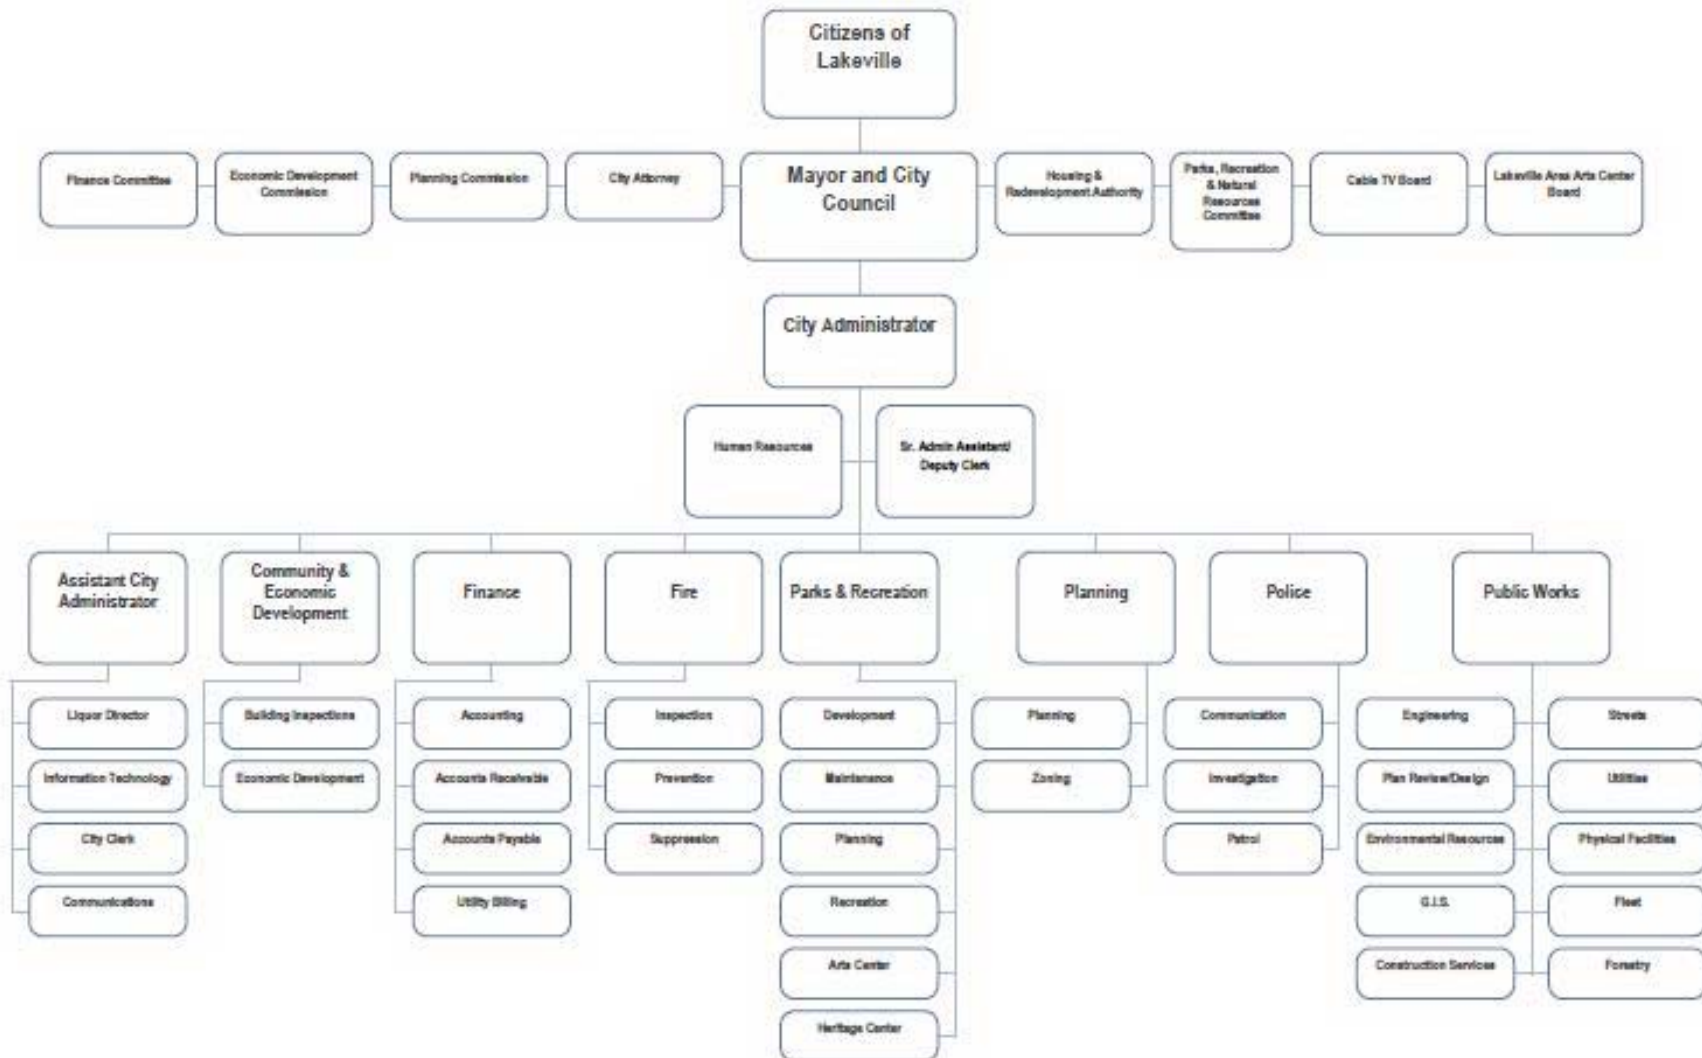 Citizens of
Lakeville
Finance Committee
Economic Development
Commission
Planning Commission
City Attorney
Mayor and City
Council
Housing &
Redevelopment Authority
Parks, Recreation
& Natural
Resources
Committee
Cable TV Board
Lakeville Area Arts Center
Board
City Administrator
Human Resources
Sr. Admin Assistant/
Deputy Clerk
Assistant City
Administrator
Community &
Economic
Development
Finance
Fire
Parks & Recreation
Planning
Police
Public Works
Liquor Director
Information Technology
City Clerk
Communications
Building Inspections
Economic Development
Accounting
Accounts Receivable
Accounts Payable
Utility Billing
Inspection
Prevention
Suppression
Development
Maintenance
Planning
Recreation
Arts Center
Heritage Center
Planning
Zoning
Communication
Investigation
Patrol
Engineering
Plan Review/Design
Environmental Resources
G.I.S.
Construction Services
Streets
Utilities
Physical Facilities
Fleet
Forestry